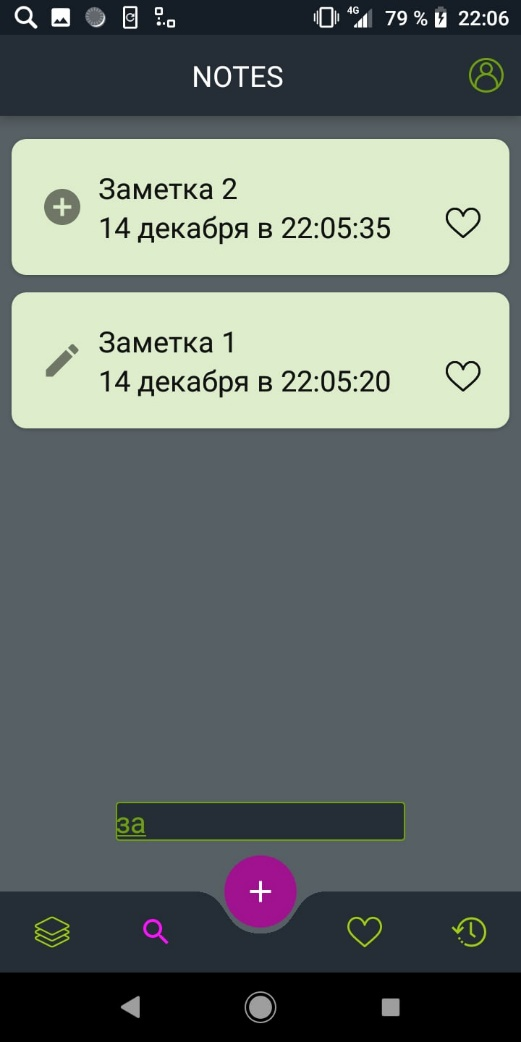 4G 79 % 22:06
NOTES
Заметка 2
14 декабря в 22:05:35
Заметка 1
14 декабря в 22:05:20
за